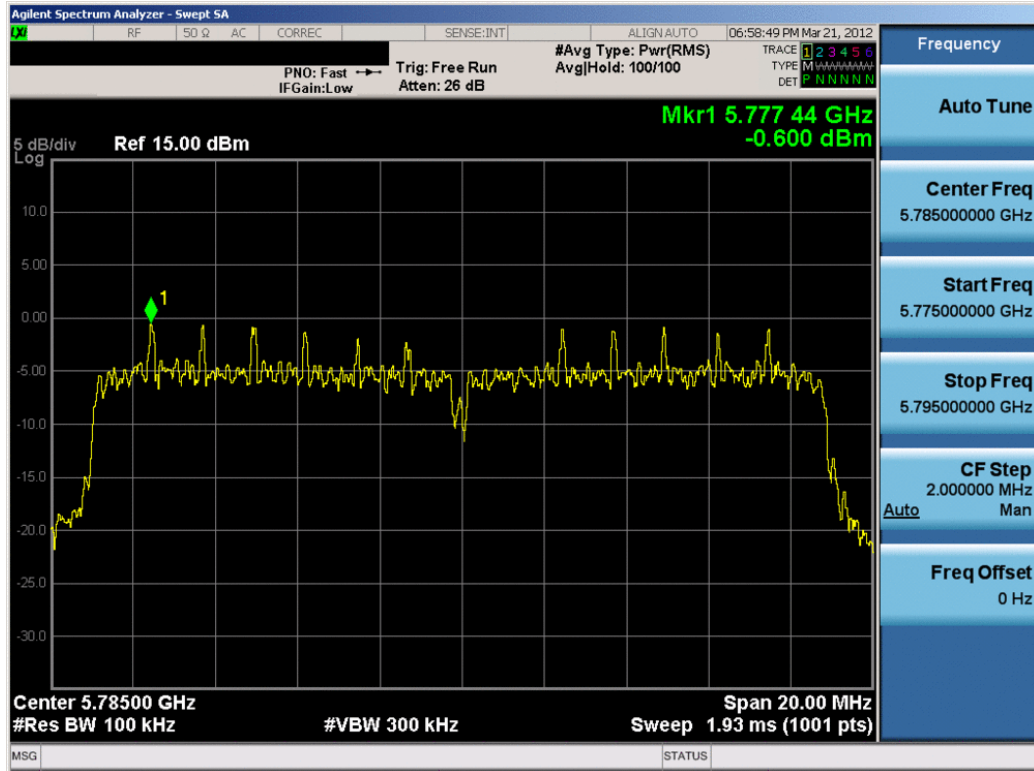 Agilent Spectrum Analyzer - Swept SA
LXI RF 50 Ω AC CORREC SENSE:INT ALIGN AUTO 06:58:49 PM Mar 21, 2012
PNO: Fast
IFGain:Low
Trig: Free Run
Atten: 26 dB
#Avg Type: Pwr(RMS)
Avg|Hold: 100/100
TRACE 1 2 3 4 5 6
TYPE M
DET P N N N N N
Mkr1 5.777 44 GHz
-0.600 dBm
5 dB/div
Log
Ref 15.00 dBm
10.0
5.00
0.00
-5.00
-10.0
-15.0
-20.0
-25.0
-30.0
1
Center 5.78500 GHz
Span 20.00 MHz
#Res BW 100 kHz
#VBW 300 kHz
Sweep 1.93 ms (1001 pts)
MSG
STATUS
Frequency
Auto Tune
Center Freq
5.785000000 GHz
Start Freq
5.775000000 GHz
Stop Freq
5.795000000 GHz
CF Step
2.000000 MHz
Auto Man
Freq Offset
0 Hz